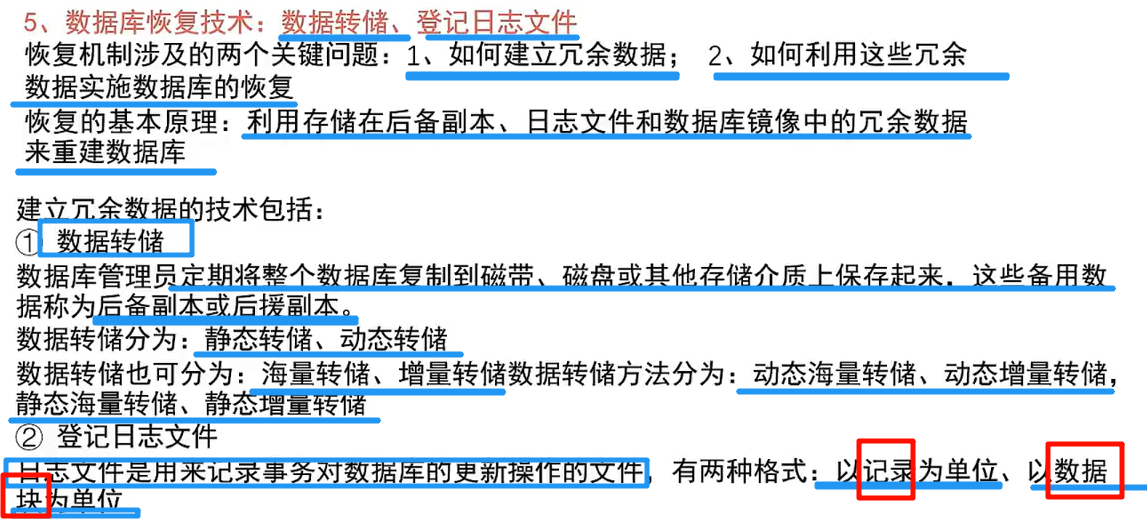 5、数据库恢复技术：数据转储、登记日志文件
恢复机制涉及的两个关键问题：1、如何建立冗余数据；2、如何利用这些冗余
数据实施数据库的恢复
恢复的基本原理：利用存储在后备副本、日志文件和数据库镜像中的冗余数据
来重建数据库
建立冗余数据的技术包括：
① 数据转储
数据库管理员定期将整个数据库复制到磁带、磁盘或其他存储介质上保存起来，这些备用数
据称为后备副本或后援副本。
数据转储分为：静态转储、动态转储
数据转储也可分为：海量转储、增量转储数据转储方法分为：动态海量转储、动态增量转储，
静态海量转储、静态增量转储
② 登记日志文件
日志文件是用来记录事务对数据库的更新操作的文件，有两种格式：以记录为单位、以数据
块为单位